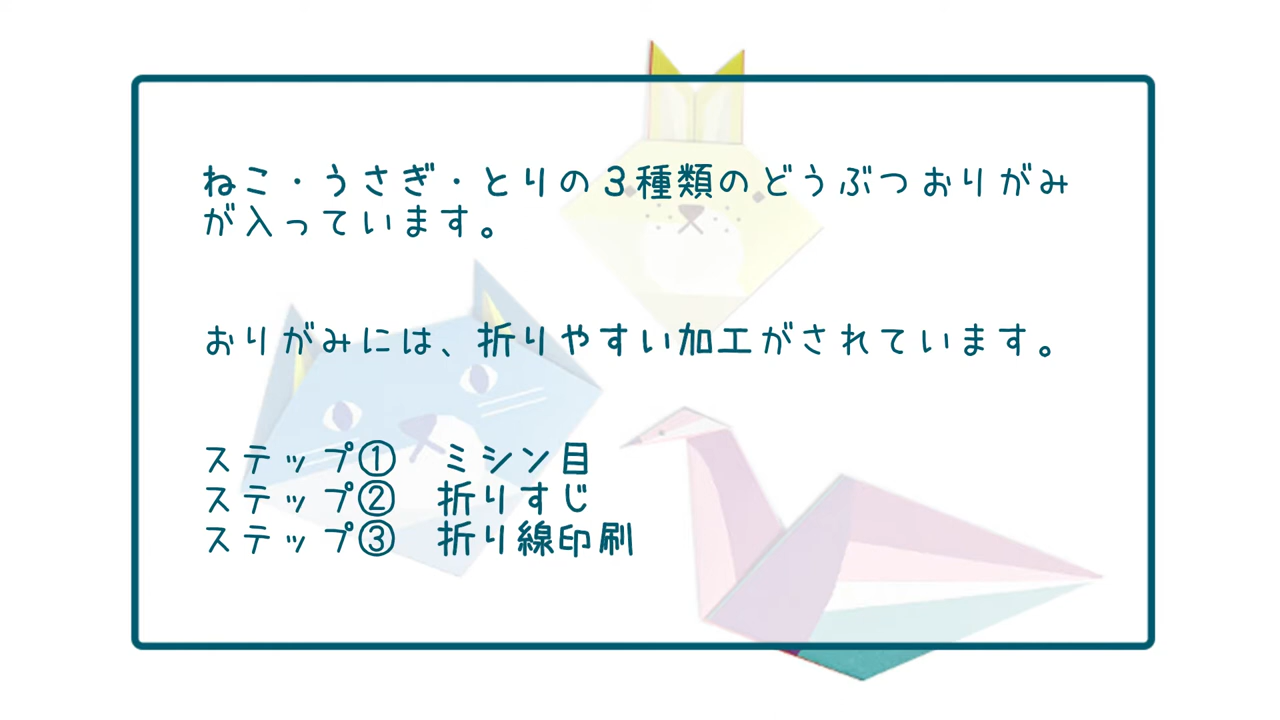 ねこ・うさぎ・とりの3種類のどうぶつおりがみ
が入っています。
おりがみには、折りやすい加工がされています。
ステップ①　ミシン目
ステップ②　折りすじ
ステップ③　折り線印刷